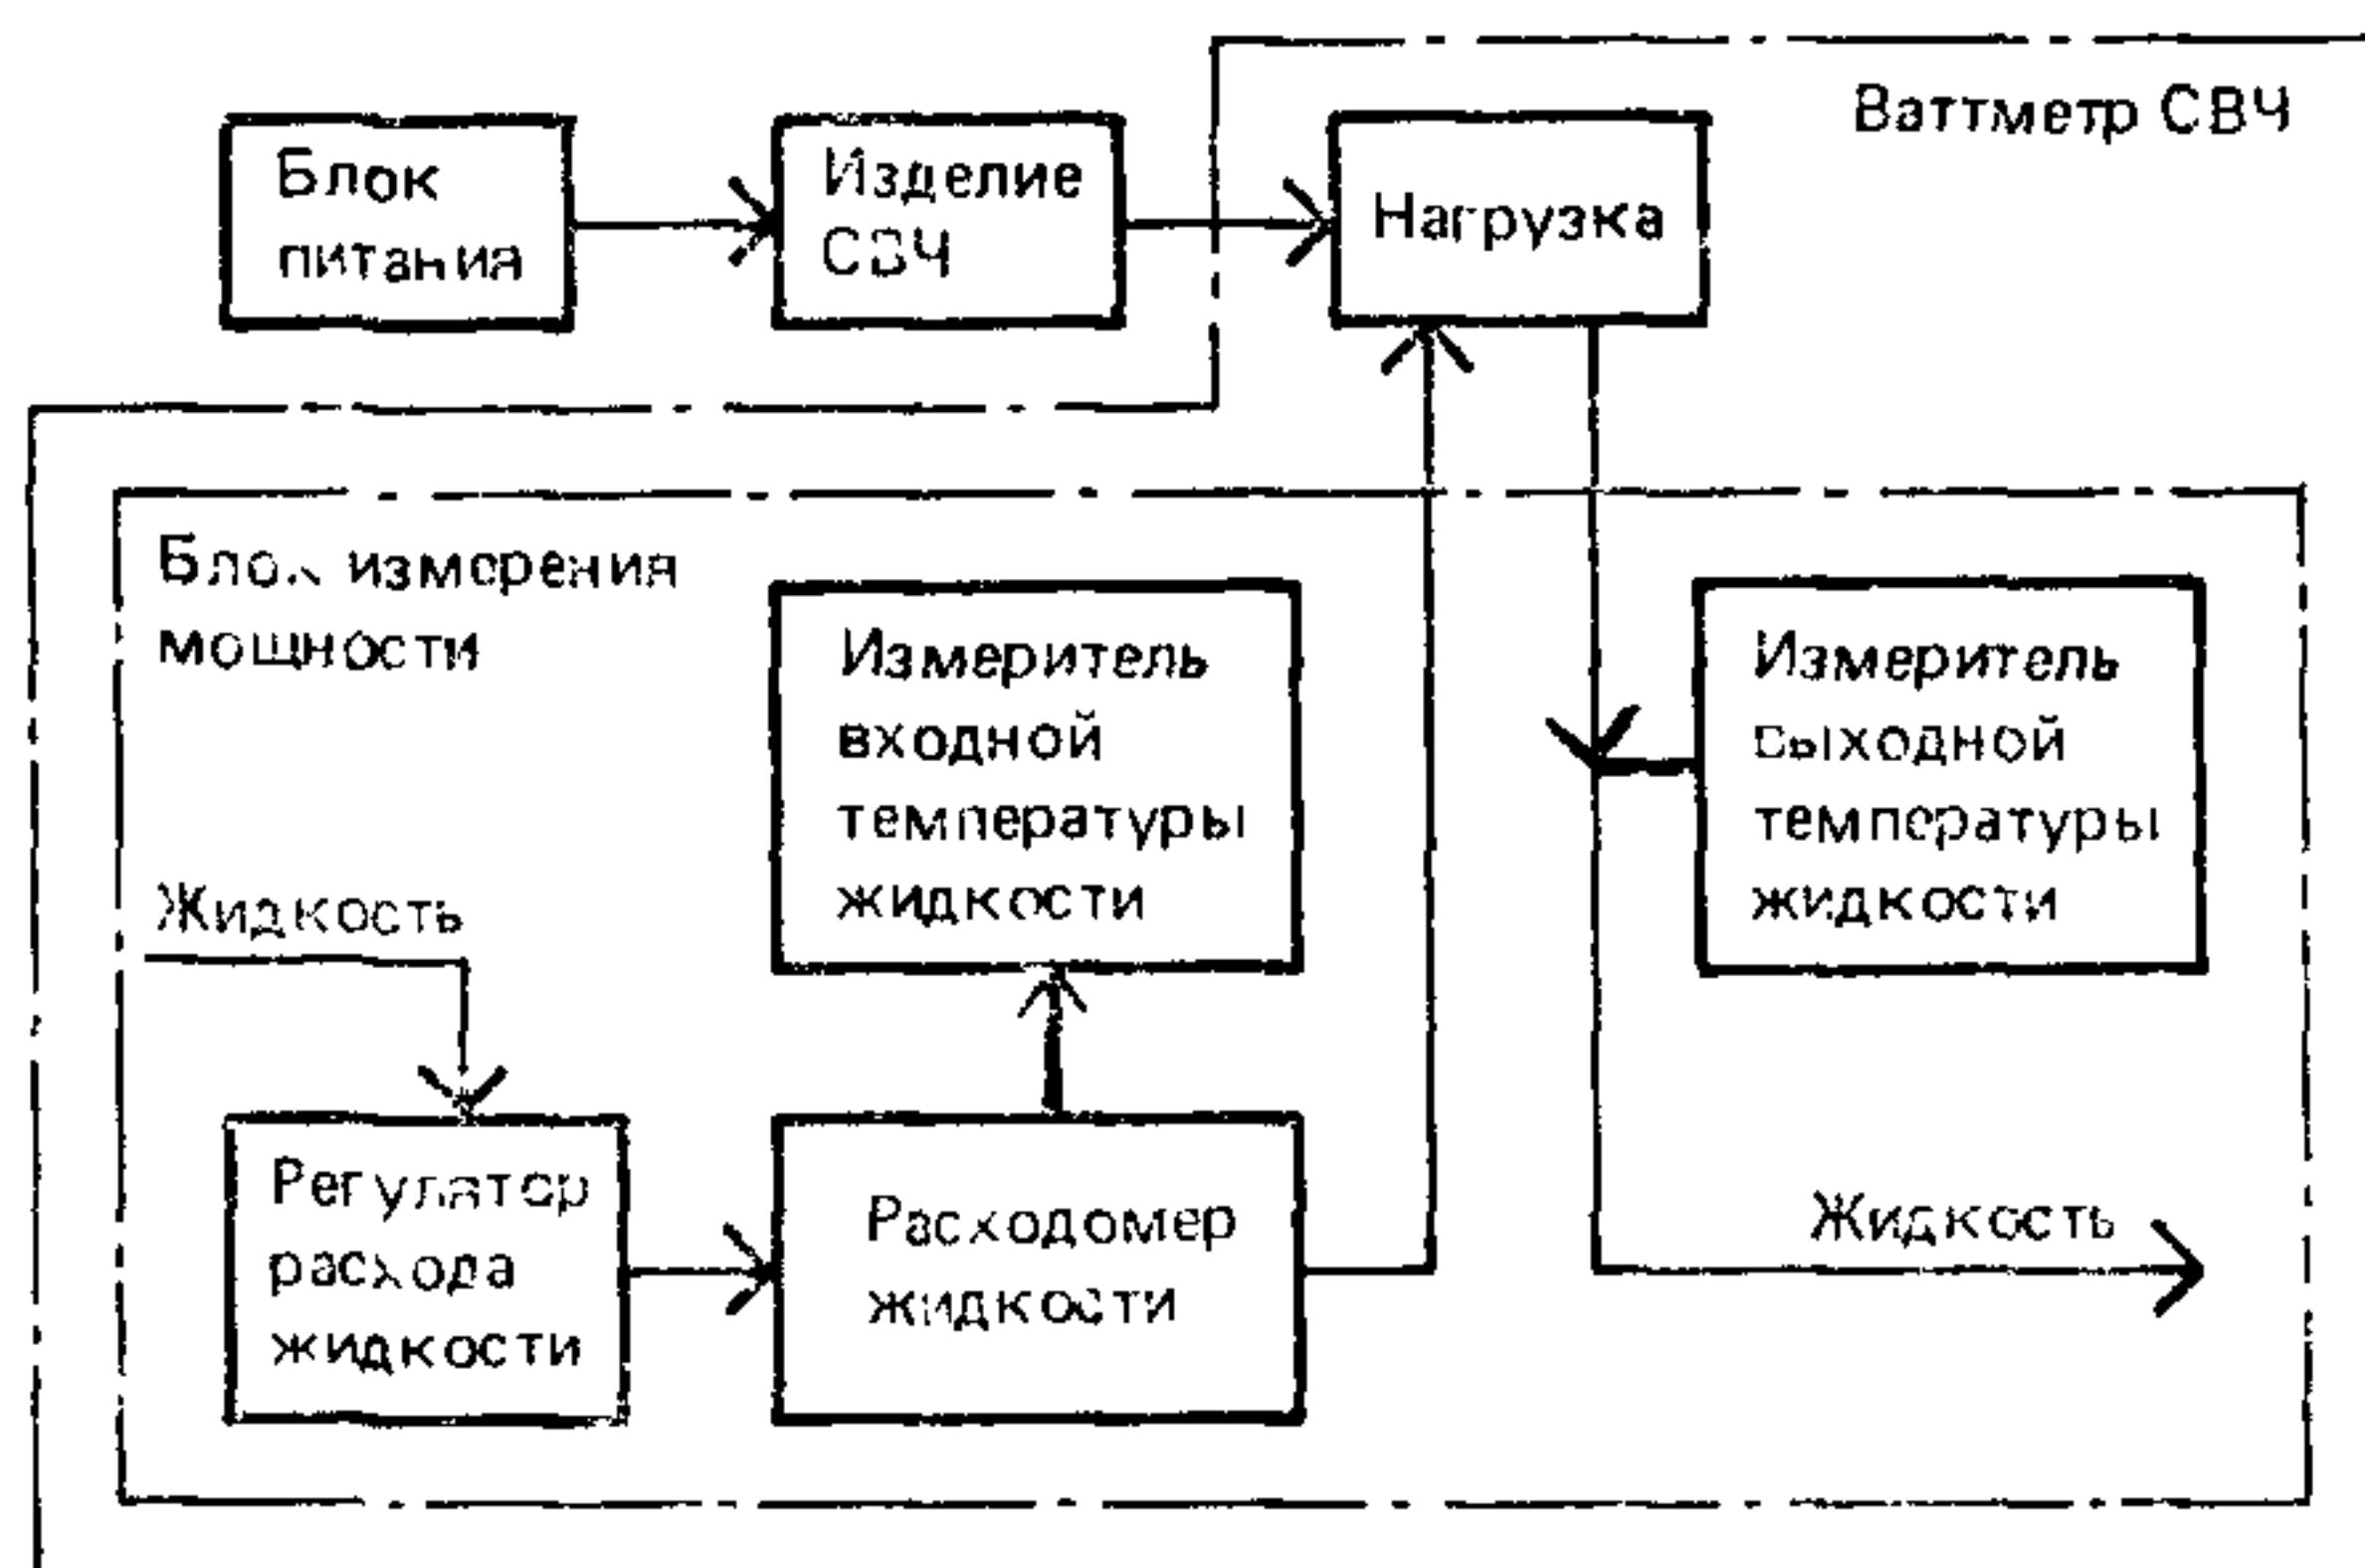 Ваттметр СВЧ
Блок
питания
Изделие
СВЧ
Нагрузка
Блок измерения
мощности
Измеритель
входной
температуры
жидкости
Измеритель
выходной
температуры
жидкости
Жидкость
Регулятор
расхода
жидкости
Расходомер
жидкости
Жидкость